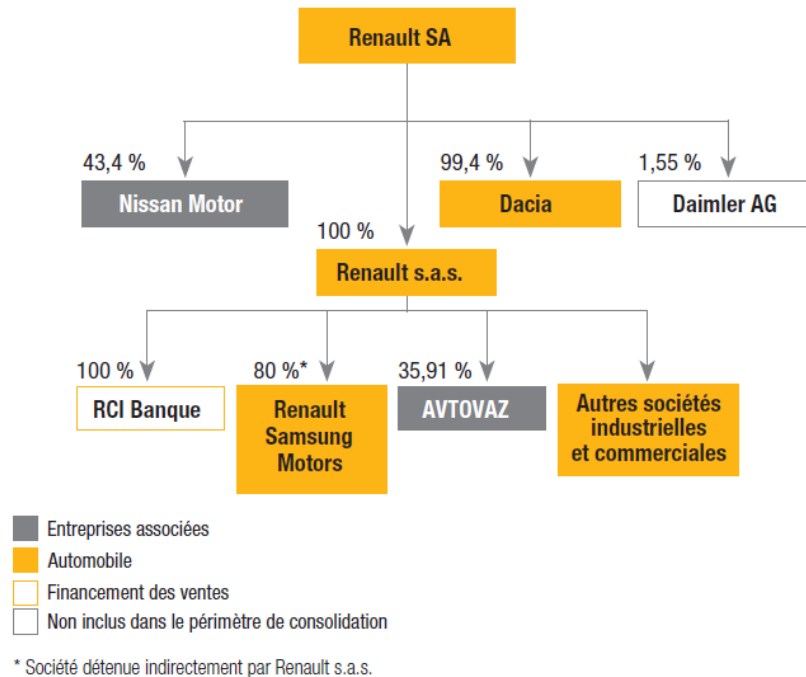 Renault SA
43,4 %
99,4 %
1,55 %
Nissan Motor
Dacia
Daimler AG
100 %
Renault s.a.s.
100 %
80 %*
35,91 %
RCI Banque
Renault
Samsung
Motors
AVTOVAZ
Autres sociétés
industrielles
et commerciales
Entreprises associées
Automobile
Financement des ventes
Non inclus dans le périmètre de consolidation
* Société détenue indirectement par Renault s.a.s.